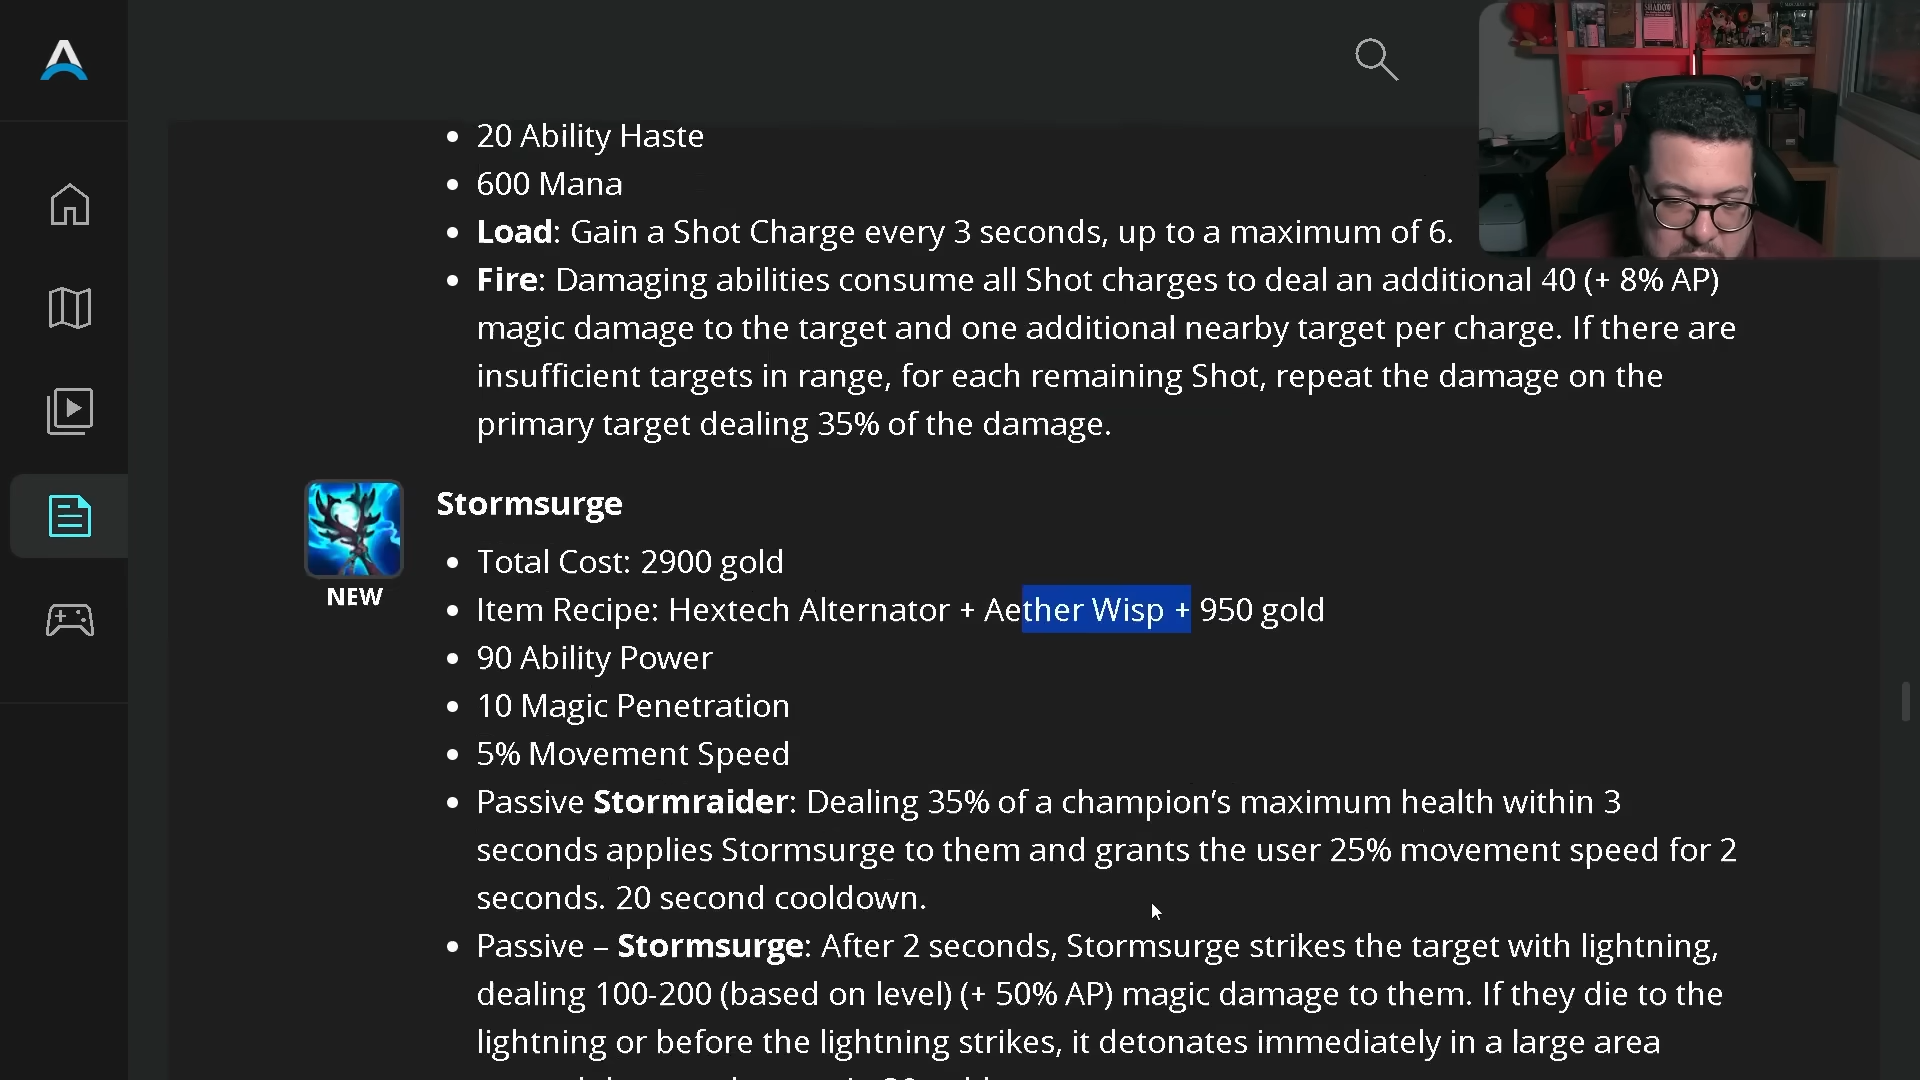 20 Ability Haste
600 Mana
Load: Gain a Shot Charge every 3 seconds, up to a maximum of 6.
Fire: Damaging abilities consume all Shot charges to deal an additional 40 (+ 8% AP)
magic damage to the target and one additional nearby target per charge. If there are
insufficient targets in range, for each remaining Shot, repeat the damage on the
primary target dealing 35% of the damage.
Stormsurge
NEW
Total Cost: 2900 gold
Item Recipe: Hextech Alternator + Aether Wisp + 950 gold
90 Ability Power
10 Magic Penetration
5% Movement Speed
Passive Stormraider: Dealing 35% of a champion’s maximum health within 3
seconds applies Stormsurge to them and grants the user 25% movement speed for 2
seconds. 20 second cooldown.
Passive – Stormsurge: After 2 seconds, Stormsurge strikes the target with lightning,
dealing 100-200 (based on level) (+ 50% AP) magic damage to them. If they die to the
lightning or before the lightning strikes, it detonates immediately in a large area